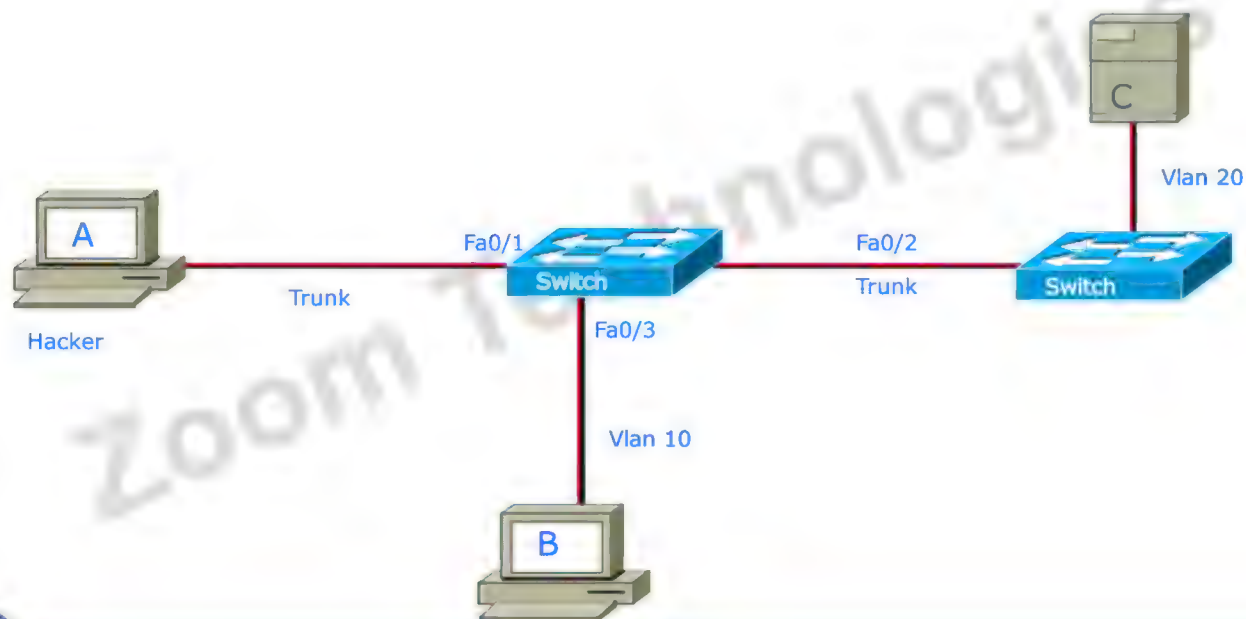 C
Vlan 20
A
Fa0/1
Fa0/2
Switch
Switch
Trunk
Trunk
Hacker
Fa0/3
Vlan 10
B
Zoom Technologies